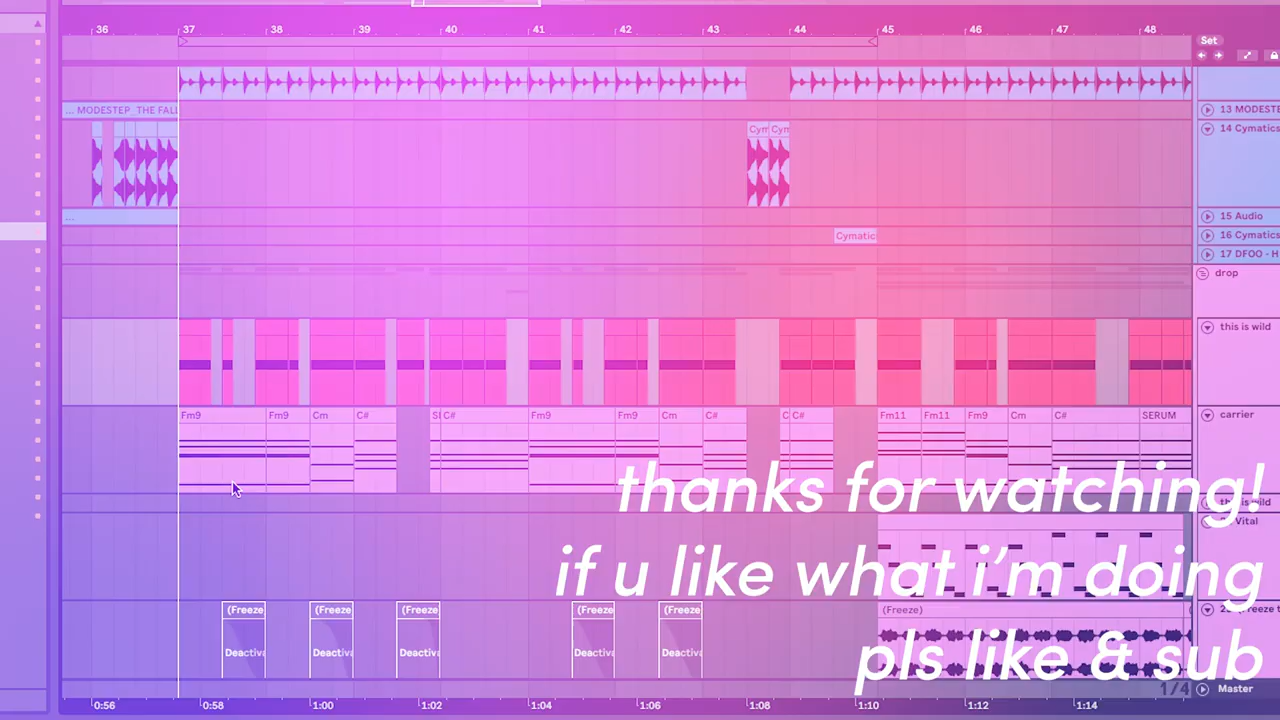 36 37 38 39 40 41 42 43 44 45 46 47 48
Set
... MODESTEP_THE FALL
13 MODESTE
Cym Cym
14 Cymatics
...
15 Audio
Cymatic
16 Cymatics
17 DFOO - H
drop
this is wild
Fm9 Fm9 Cm C# SI C# Fm9 Fm9 Cm C# C C# Fm11 Fm11 Fm9 Cm C# SERUM
carrier
thanks for watching!
Vital
if u like what i'm doing
(Freeze (Freeze (Freeze (Freeze (Freeze (Freeze)
Deactiva Deactiva Deactiva Deactiva Deactiva
pls like & sub
1/4
Master
0:56 0:58 1:00 1:02 1:04 1:06 1:08 1:10 1:12 1:14